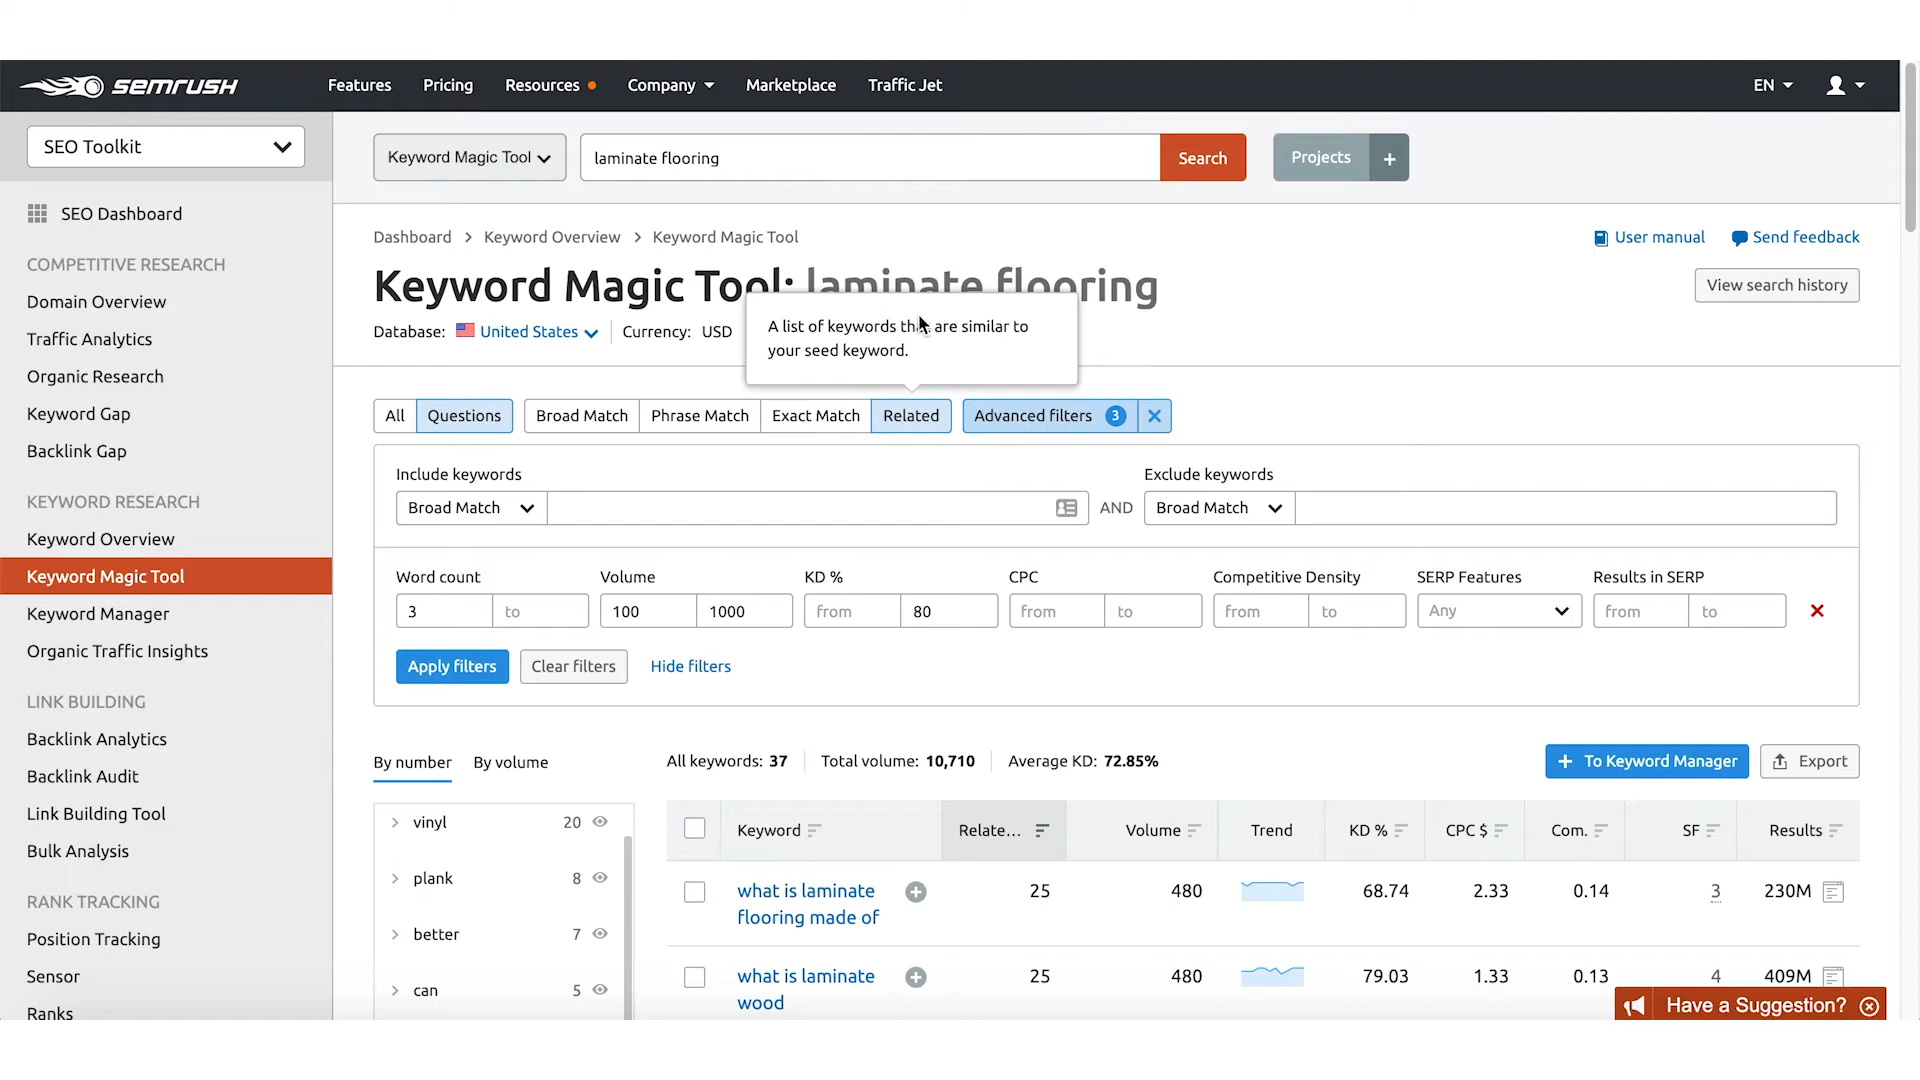 SEMRUSH
Features Pricing Resources Company Marketplace Traffic Jet EN
SEO Toolkit
Keyword Magic Tool laminate flooring Search Projects +
SEO Dashboard
COMPETITIVE RESEARCH
Domain Overview
Traffic Analytics
Organic Research
Keyword Gap
Backlink Gap
KEYWORD RESEARCH
Keyword Overview
Keyword Magic Tool
Keyword Manager
Organic Traffic Insights
LINK BUILDING
Backlink Analytics
Backlink Audit
Link Building Tool
Bulk Analysis
RANK TRACKING
Position Tracking
Sensor
Ranks
Dashboard > Keyword Overview > Keyword Magic Tool
User manual Send feedback
Keyword Magic Tool: laminate flooring
View search history
Database: United States Currency: USD
A list of keywords that are similar to
your seed keyword.
All Questions Broad Match Phrase Match Exact Match Related Advanced filters 3
Include keywords Exclude keywords
Broad Match AND Broad Match
Word count Volume KD % CPC Competitive Density SERP Features Results in SERP
3 to 100 1000 from 80 from to from to Any from to
Apply filters Clear filters Hide filters
By number By volume
All keywords: 37 Total volume: 10,710 Average KD: 72.85%
+ To Keyword Manager Export
vinyl 20
plank 8
better 7
can 5
Keyword Relate... Volume Trend KD % CPC $ Com. SF Results
what is laminate
flooring made of 25 480 68.74 2.33 0.14 3 230M
what is laminate
wood 25 480 79.03 1.33 0.13 4 409M
Have a Suggestion?